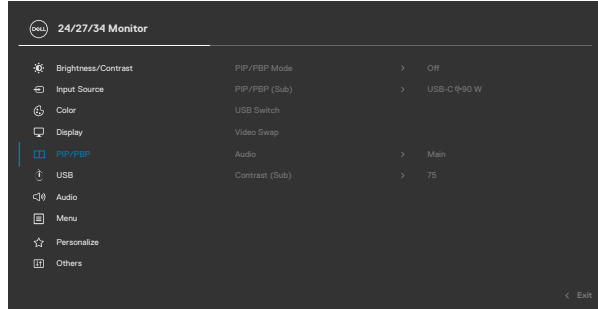 DELL 24/27/34 Monitor
Brightness/Contrast PIP/PBP Mode > Off
Input Source PIP/PBP (Sub) > USB-C 90 W
Color USB Switch
Display Video Swap
PIP/PBP Audio > Main
USB Contrast (Sub) > 75
Audio
Menu
Personalize
Others
< Exit